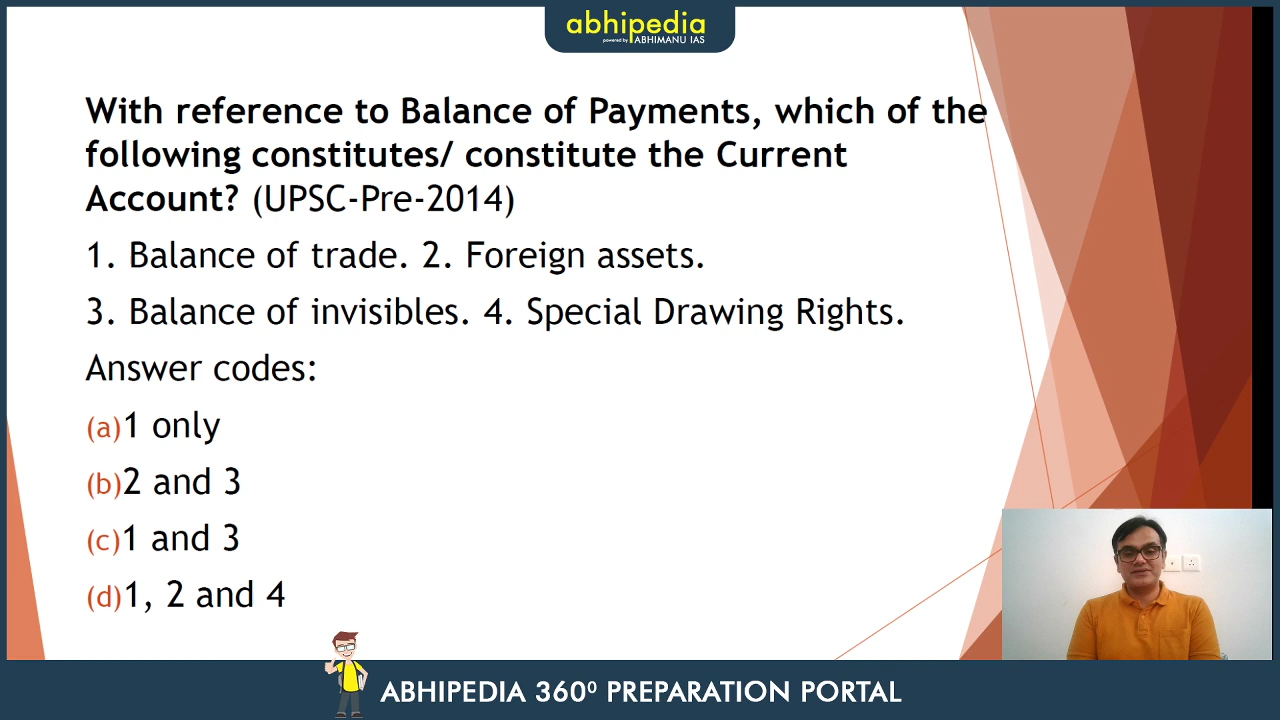 abhipedia
powered by ABHIMANU IAS
With reference to Balance of Payments, which of the
following constitutes/ constitute the Current
Account? (UPSC-Pre-2014)
1. Balance of trade. 2. Foreign assets.
3. Balance of invisibles. 4. Special Drawing Rights.
Answer codes:
(a)1 only
(b)2 and 3
(c)1 and 3
(d)1, 2 and 4
ABHIPEDIA 360⁰ PREPARATION PORTAL